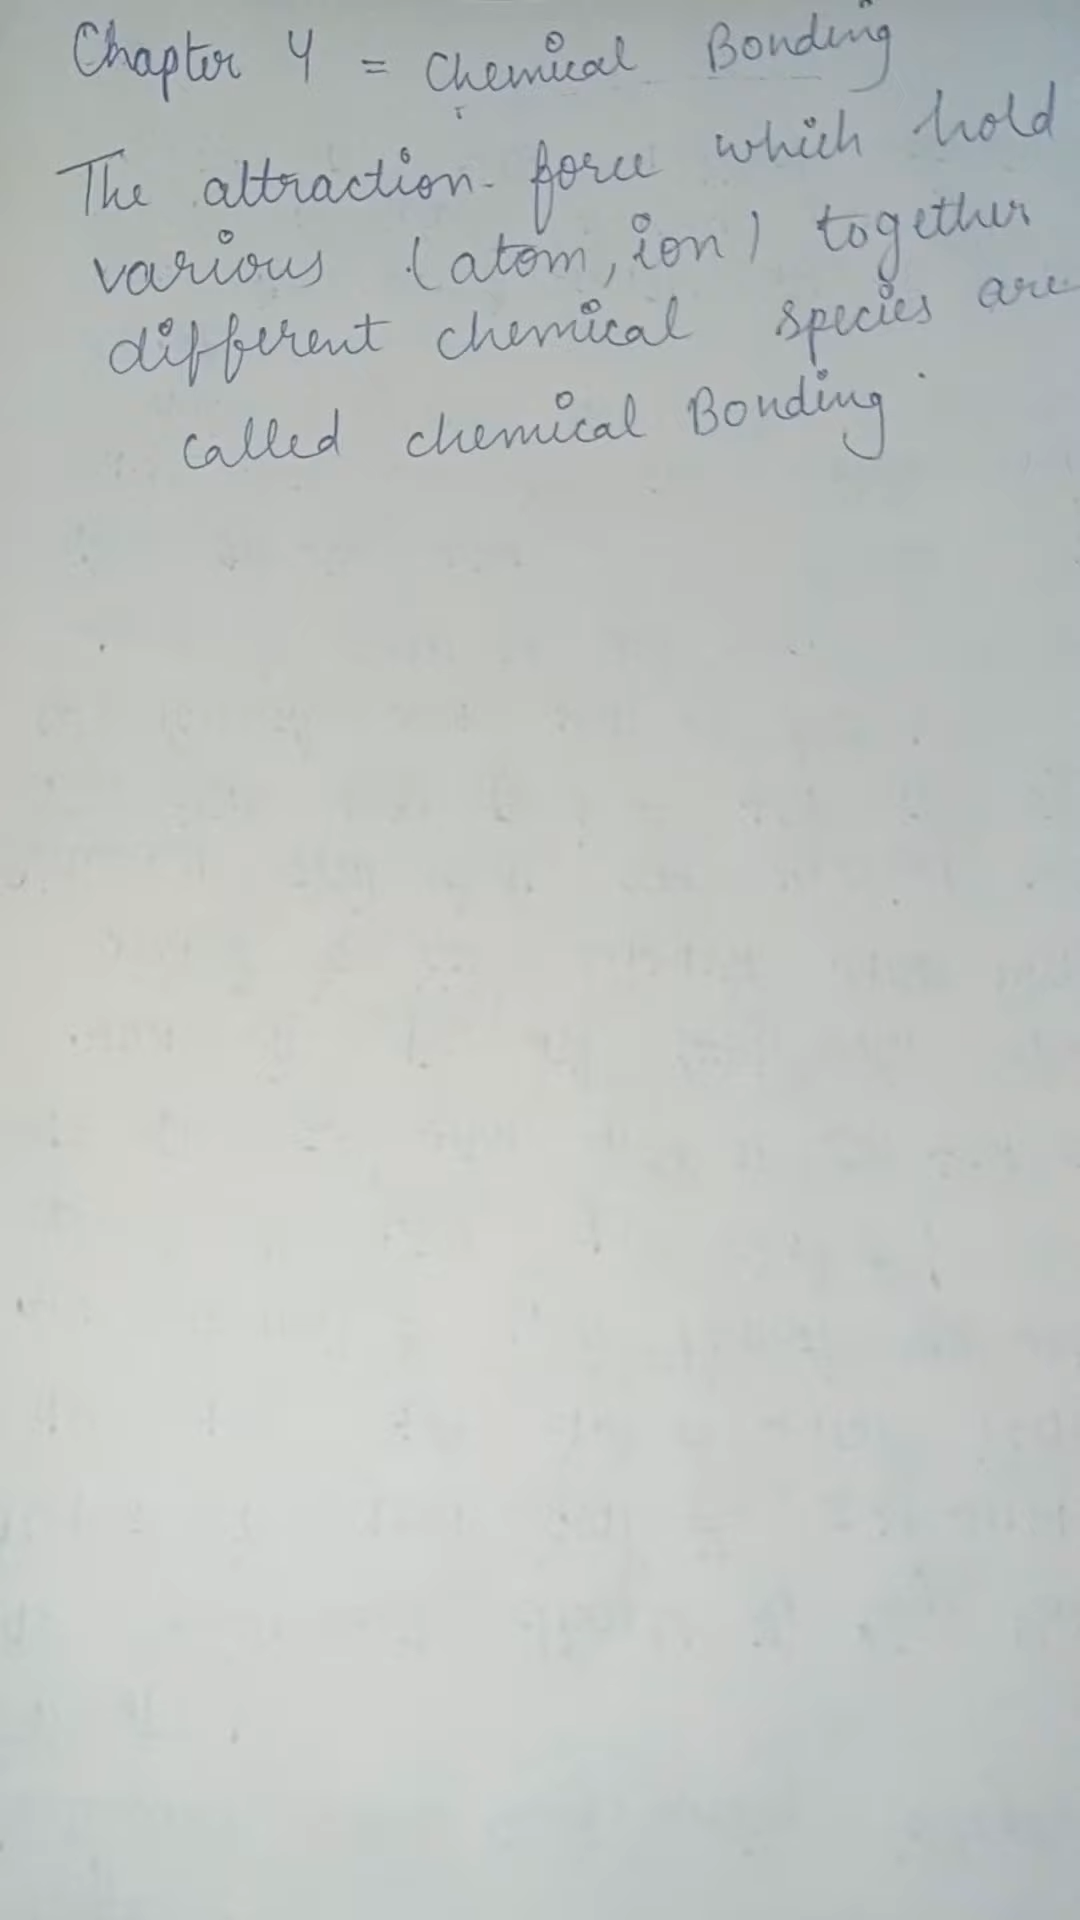 Chapter 4 = Chemical Bonding
The attraction force which hold
various (atom, ion) together
different chemical species are
called chemical Bonding.